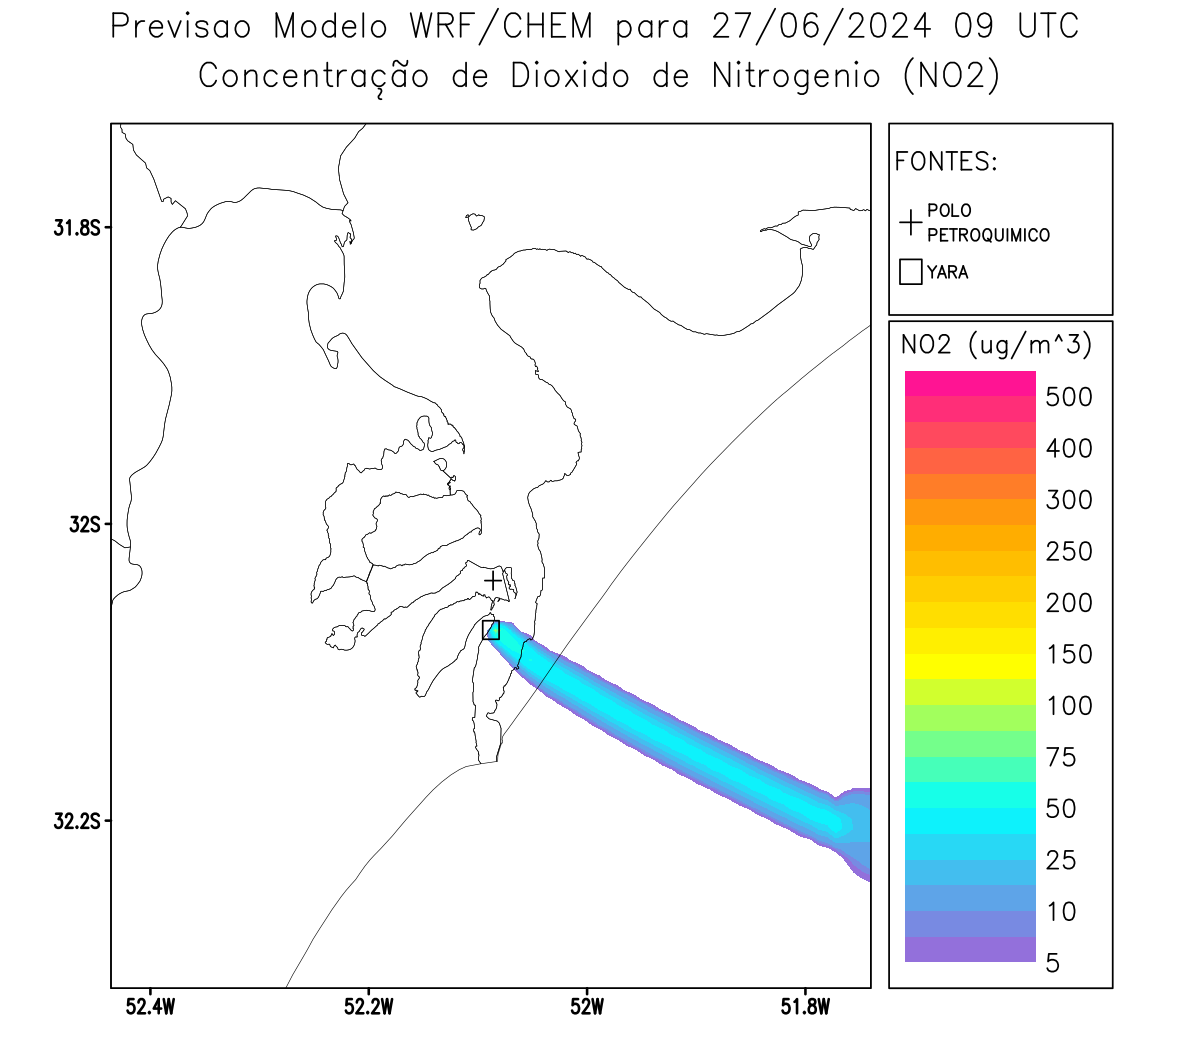 Previsao Modelo WRF/CHEM para 27/06/2024 09 UTC
Concentração de Dioxido de Nitrogenio (NO2)
FONTES:
POLO
PETROQUIMICO
YARA
NO2 (ug/m^3)
500
400
300
250
200
150
100
75
50
25
10
5
31.8S
32S
32.2S
52.4W
52.2W
52W
51.8W